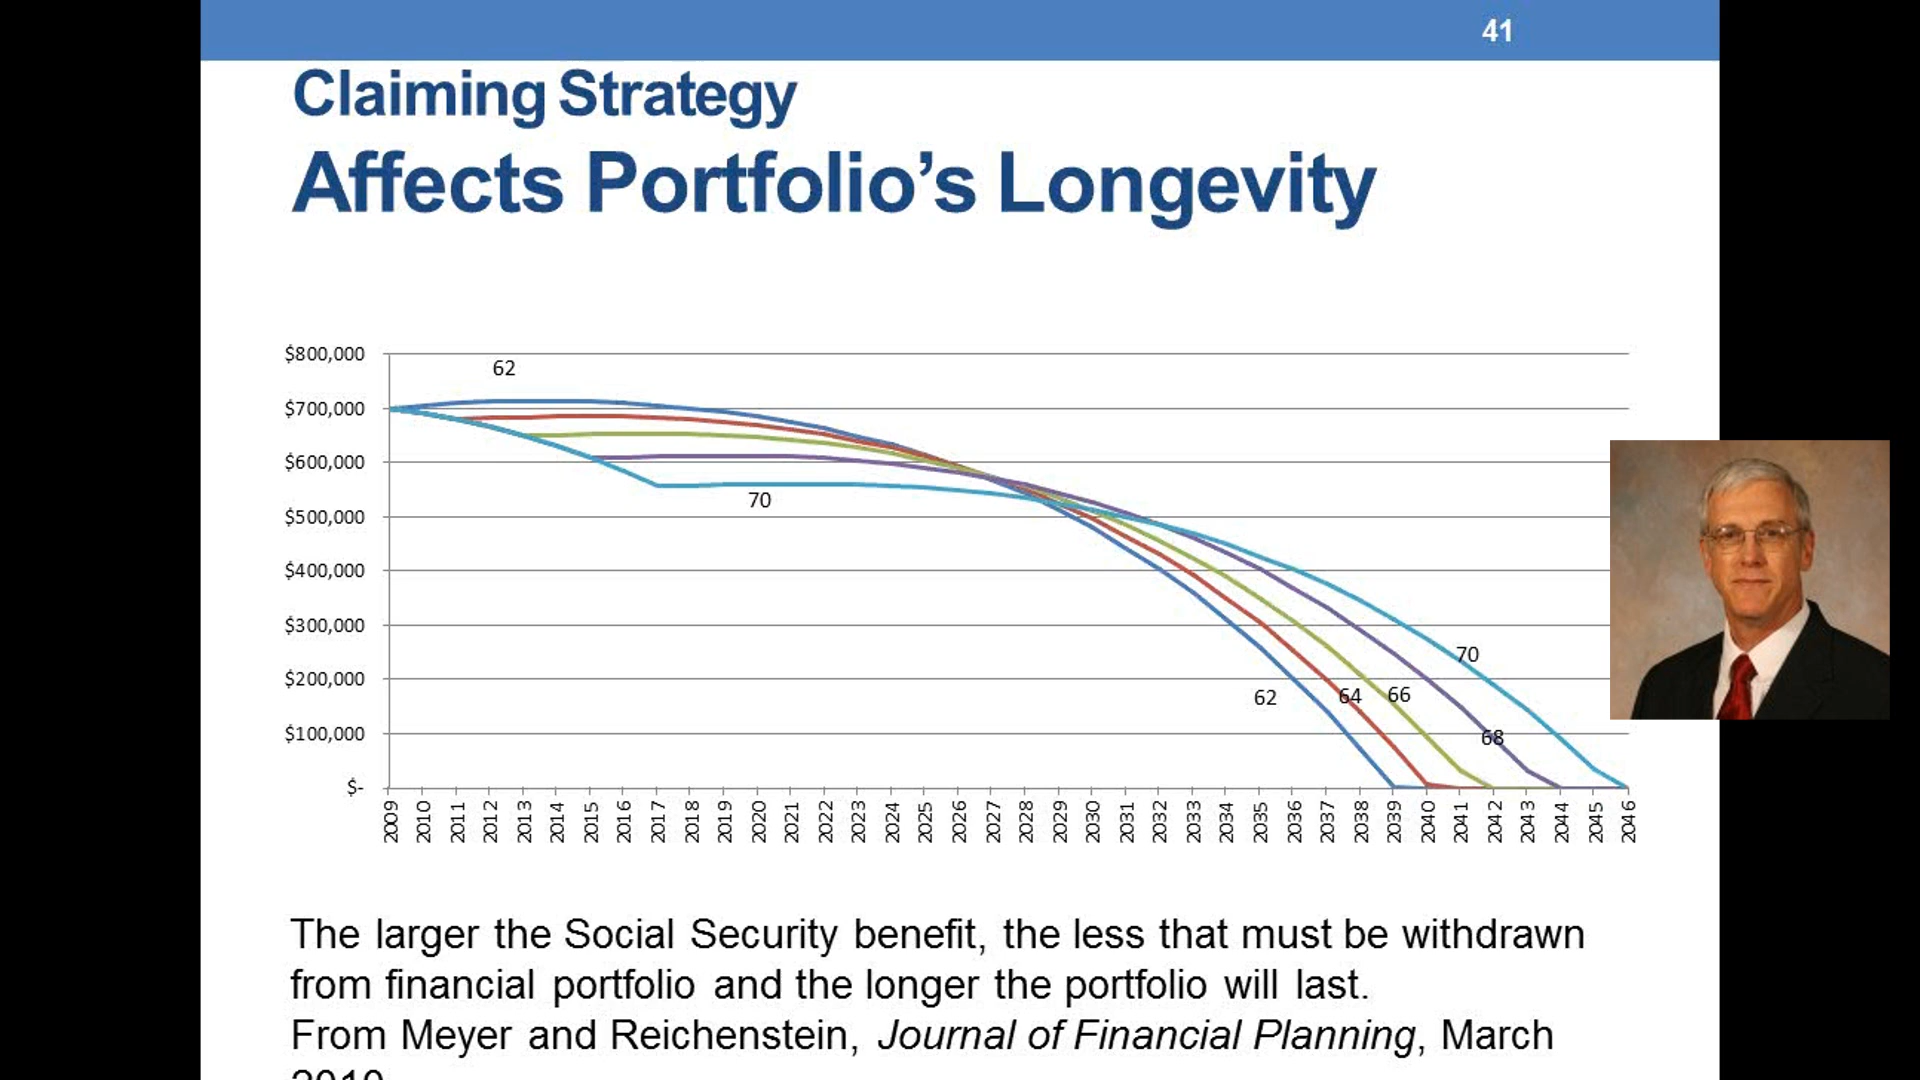 41
Claiming Strategy
Affects Portfolio’s Longevity
$800,000
62
$700,000
$600,000
70
$500,000
$400,000
$300,000
70
$200,000
62 64 66
68
$100,000
$-
2009 2010 2011 2012 2013 2014 2015 2016 2017 2018 2019 2020 2021 2022 2023 2024 2025 2026 2027 2028 2029 2030 2031 2032 2033 2034 2035 2036 2037 2038 2039 2040 2041 2042 2043 2044 2045 2046
The larger the Social Security benefit, the less that must be withdrawn
from financial portfolio and the longer the portfolio will last.
From Meyer and Reichenstein, Journal of Financial Planning, March